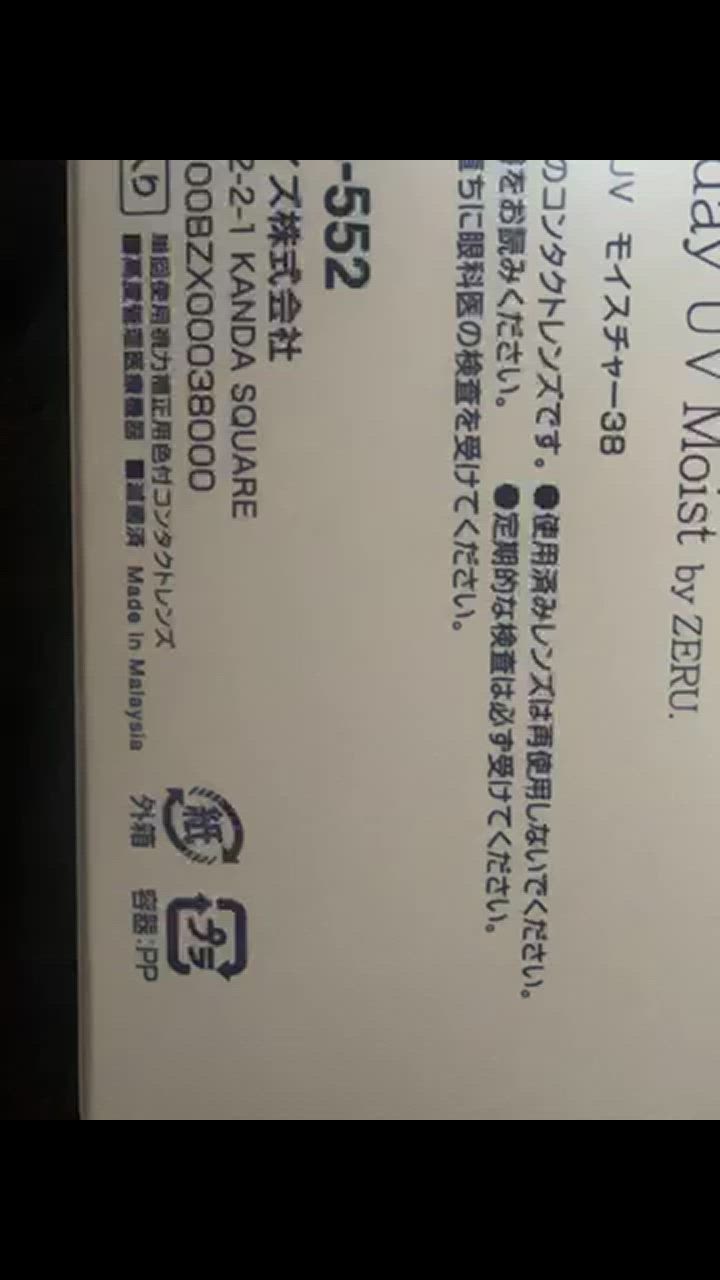 day UV Moist by ZERU.
UV モイスチャー38
のコンタクトレンズです。●使用済みレンズは再使用しないでください。
をお読みください。 ●定期的な検査は必ず受けてください。
直ちに眼科医の検査を受けてください。
-552
ズ株式会社
2-2-1 KANDA SQUARE
00BZX00038000
入り 単回使用視力補正用色付コンタクトレンズ
■高度管理医療機器 ■滅菌済 Made in Malaysia
紙 プラ
外箱 容器:PP